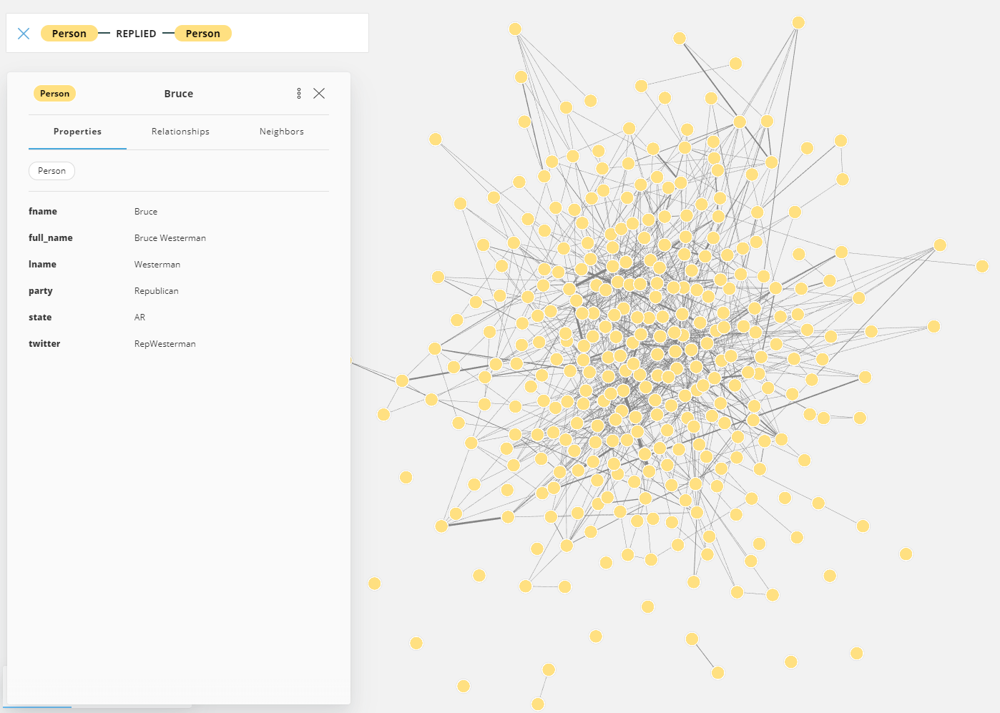 Person REPLIED Person
Person Bruce
Properties Relationships Neighbors
Person
fname Bruce
full_name Bruce Westerman
lname Westerman
party Republican
state AR
twitter RepWesterman